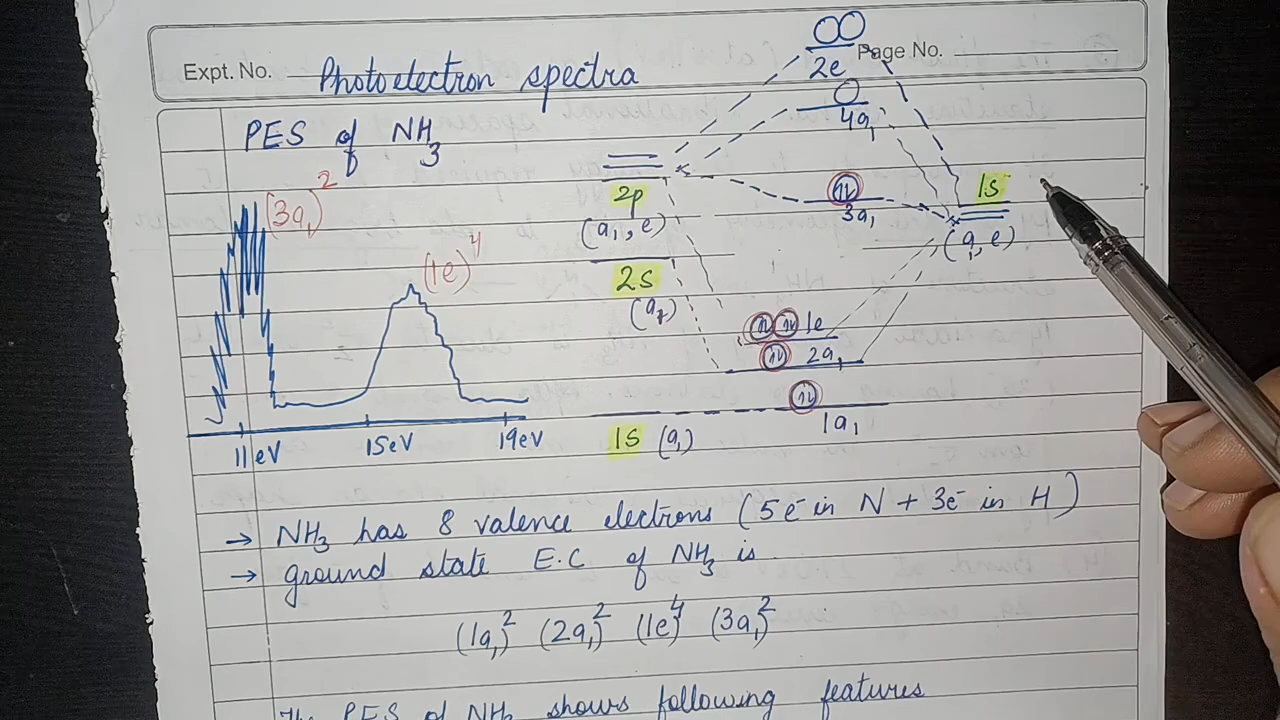 Expt. No.
Photoelectron spectra
Page No.
PES of NH3
(3a1)2
(1e)4
11eV
15eV
19eV
2e
4a1
2p
(a1, e)
3a1
1s
(a1 e)
2s
1e
2a1
1s (a1)
1a1
→ NH3 has 8 valence electrons (5e- in N + 3e- in H)
→ ground state E.C of NH3 is
(1a1)2 (2a1)2 (1e)4 (3a1)2
The PES of NH3 shows following features